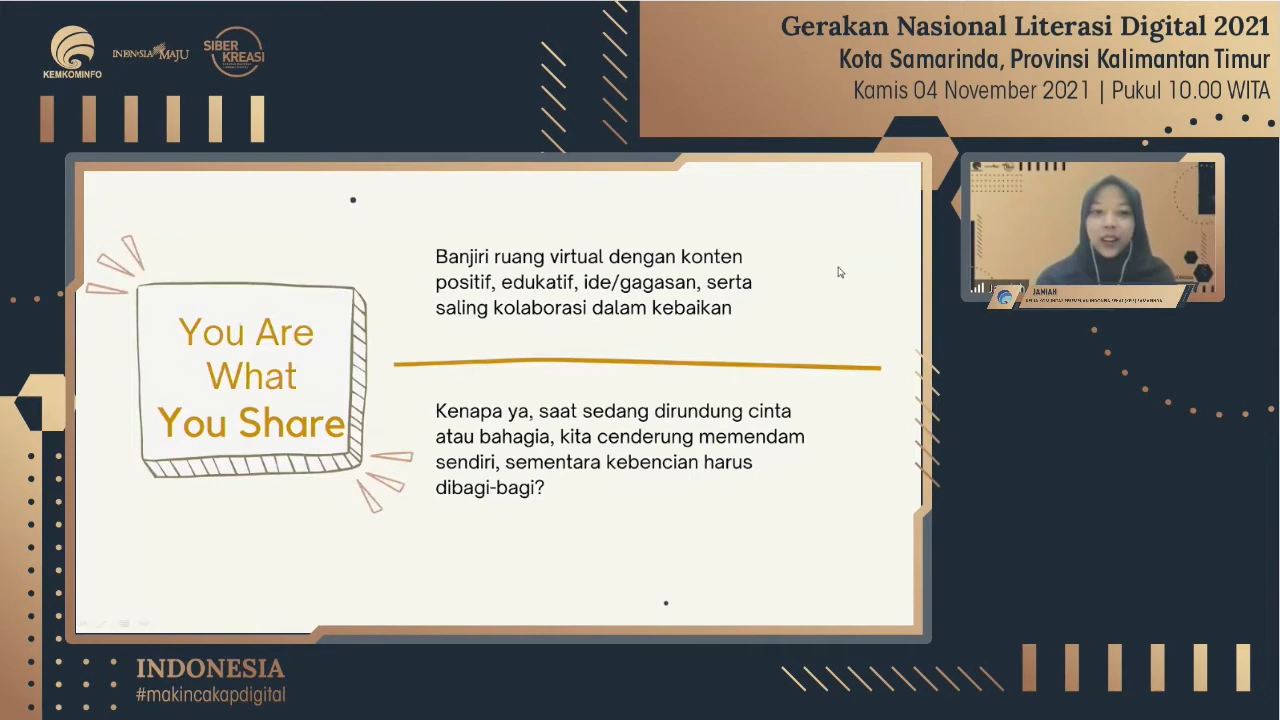 Gerakan Nasional Literasi Digital 2021
Kota Samarinda, Provinsi Kalimantan Timur
Kamis 04 November 2021 | Pukul 10.00 WITA
KEMKOMINFO
INDONESIA MAJU
SIBER
KREASI
You Are
What
You Share
Banjiri ruang virtual dengan konten
positif, edukatif, ide/gagasan, serta
saling kolaborasi dalam kebaikan
Kenapa ya, saat sedang dirundung cinta
atau bahagia, kita cenderung memendam
sendiri, sementara kebencian harus
dibagi-bagi?
JAMIAH
INDONESIA
#makincakapdigital